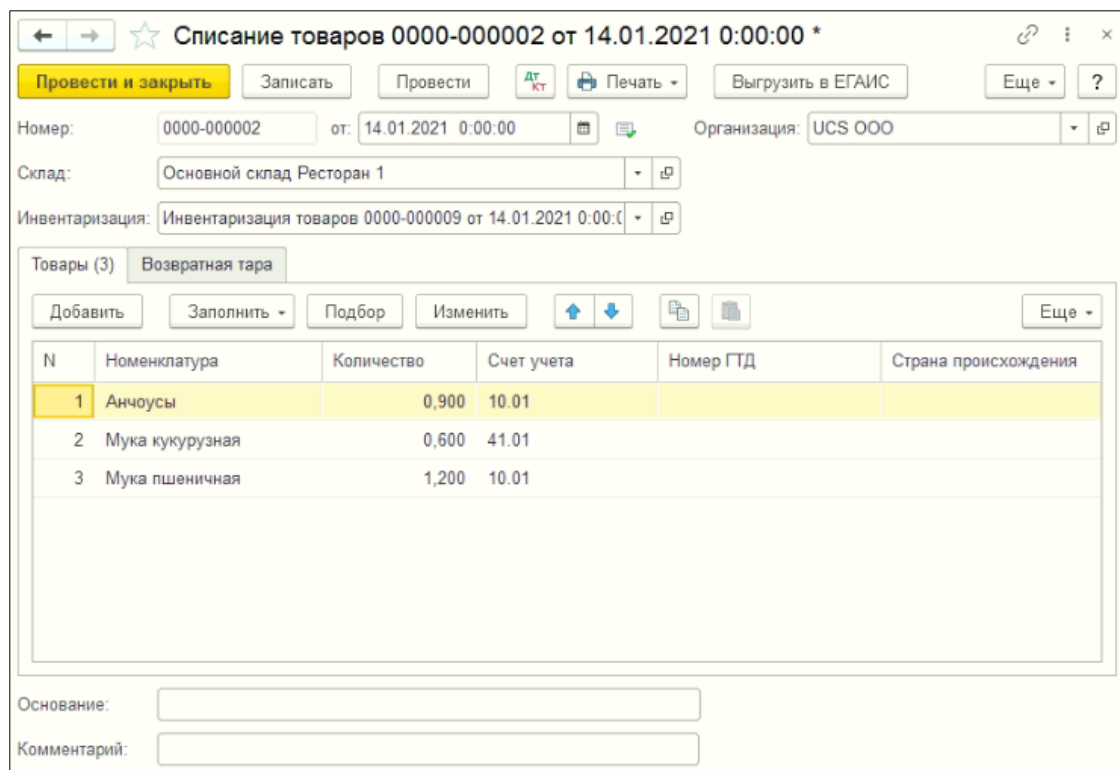 Списание товаров 0000-000002 от 14.01.2021 0:00:00 *
Провести и закрыть Записать Провести Дт Кт Печать Выгрузить в ЕГАИС Еще ?
Номер: 0000-000002 от: 14.01.2021 0:00:00 Организация: UCS ООО
Склад: Основной склад Ресторан 1
Инвентаризация: Инвентаризация товаров 0000-000009 от 14.01.2021 0:00:(
Товары (3) Возвратная тара
Добавить Заполнить Подбор Изменить Еще
N Номенклатура Количество Счет учета Номер ГТД Страна происхождения
1 Анчоусы 0,900 10.01
2 Мука кукурузная 0,600 41.01
3 Мука пшеничная 1,200 10.01
Основание:
Комментарий: